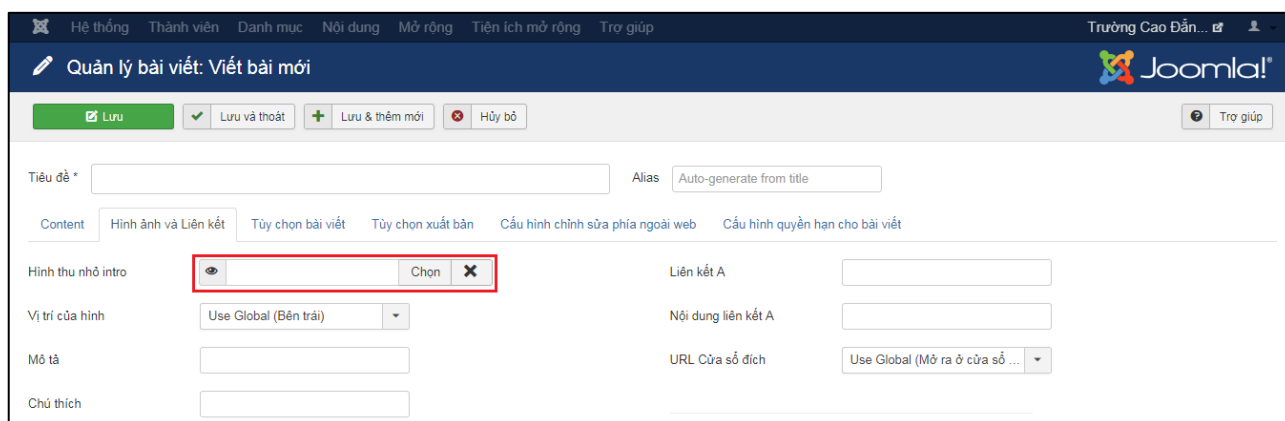 Hệ thống Thành viên Danh mục Nội dung Mở rộng Tiện ích mở rộng Trợ giúp Trường Cao Đẳn...
Quản lý bài viết: Viết bài mới Joomla!
Lưu Lưu và thoát Lưu & thêm mới Hủy bỏ Trợ giúp
Tiêu đề * Alias Auto-generate from title
Content Hình ảnh và Liên kết Tùy chọn bài viết Tùy chọn xuất bản Cấu hình chỉnh sửa phía ngoài web Cấu hình quyền hạn cho bài viết
Hình thu nhỏ intro Chọn Liên kết A
Vị trí của hình Use Global (Bên trái) Nội dung liên kết A
Mô tả URL Cửa sổ đích Use Global (Mở ra ở cửa sổ ...
Chú thích